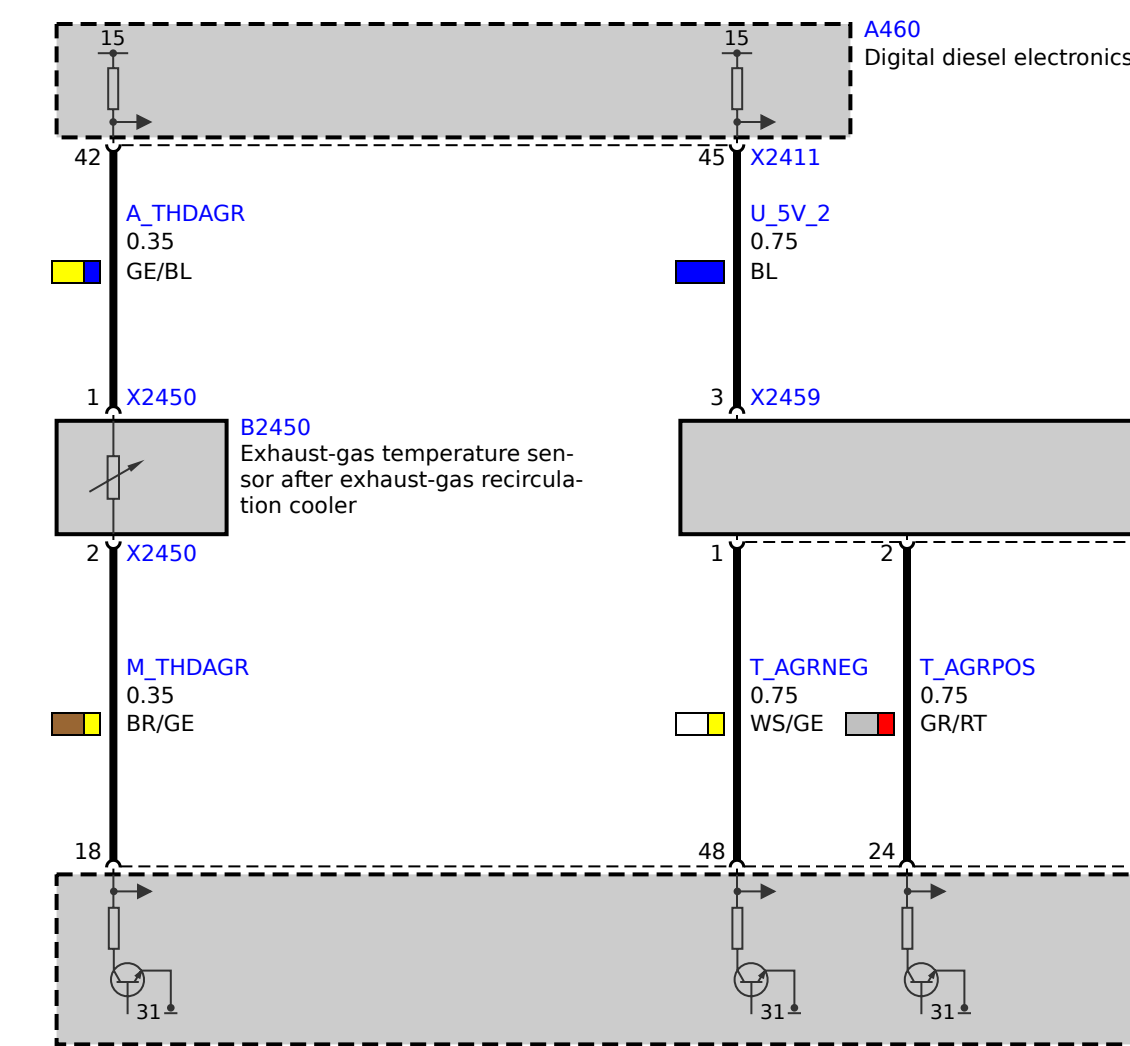 15
15
A460
Digital diesel electronics
42
45
X2411
A_THDAGR
0.35
GE/BL
U_5V_2
0.75
BL
1
X2450
3
X2459
B2450
Exhaust-gas temperature sen-
sor after exhaust-gas recircula-
tion cooler
2
X2450
1
2
M_THDAGR
0.35
BR/GE
T_AGRNEG
0.75
WS/GE
T_AGRPOS
0.75
GR/RT
18
48
24
31
31
31